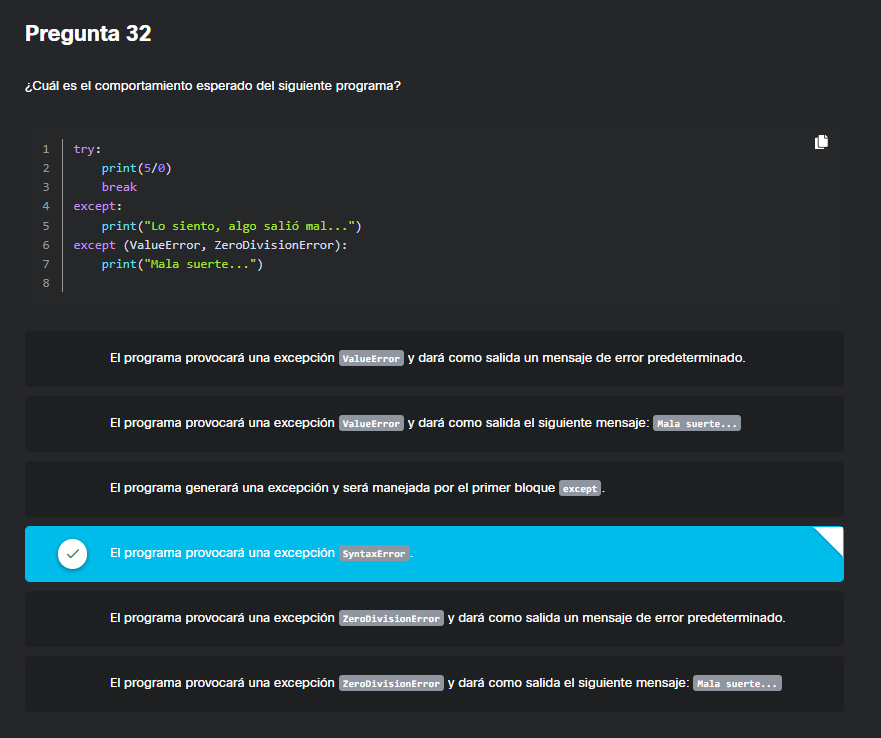 Pregunta 32
¿Cuál es el comportamiento esperado del siguiente programa?
1 try:
2     print(5/0)
3     break
4 except:
5     print("Lo siento, algo salió mal...")
6 except (ValueError, ZeroDivisionError):
7     print("Mala suerte...")
8
El programa provocará una excepción ValueError y dará como salida un mensaje de error predeterminado.
El programa provocará una excepción ValueError y dará como salida el siguiente mensaje: Mala suerte...
El programa generará una excepción y será manejada por el primer bloque except.
El programa provocará una excepción SyntaxError.
El programa provocará una excepción ZeroDivisionError y dará como salida un mensaje de error predeterminado.
El programa provocará una excepción ZeroDivisionError y dará como salida el siguiente mensaje: Mala suerte...